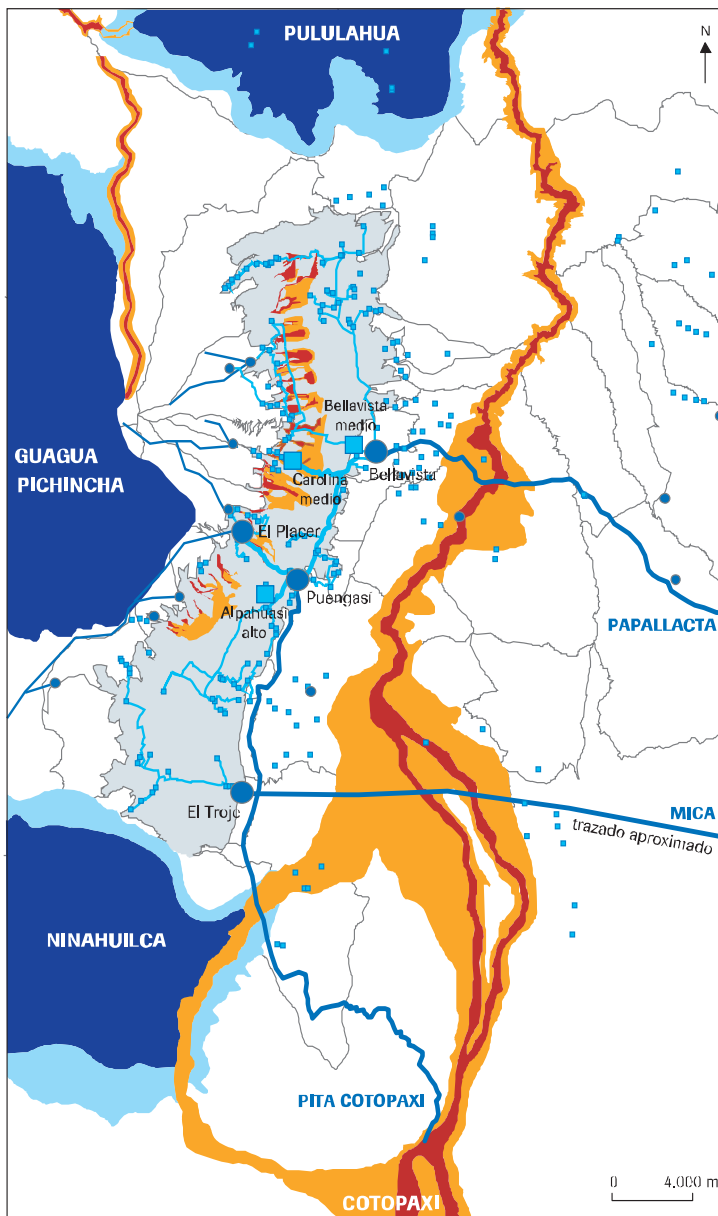 PULULAHUA
N
Bellavista
medio
GUAGUA
PICHINCHA
Carolina
medio
Bellavista
El Placer
Puengasí
Alpahuasi
alto
PAPALLACTA
El Troje
MICA
trazado aproximado
NINAHUILCA
PITA COTOPAXI
COTOPAXI
0 4.000 m